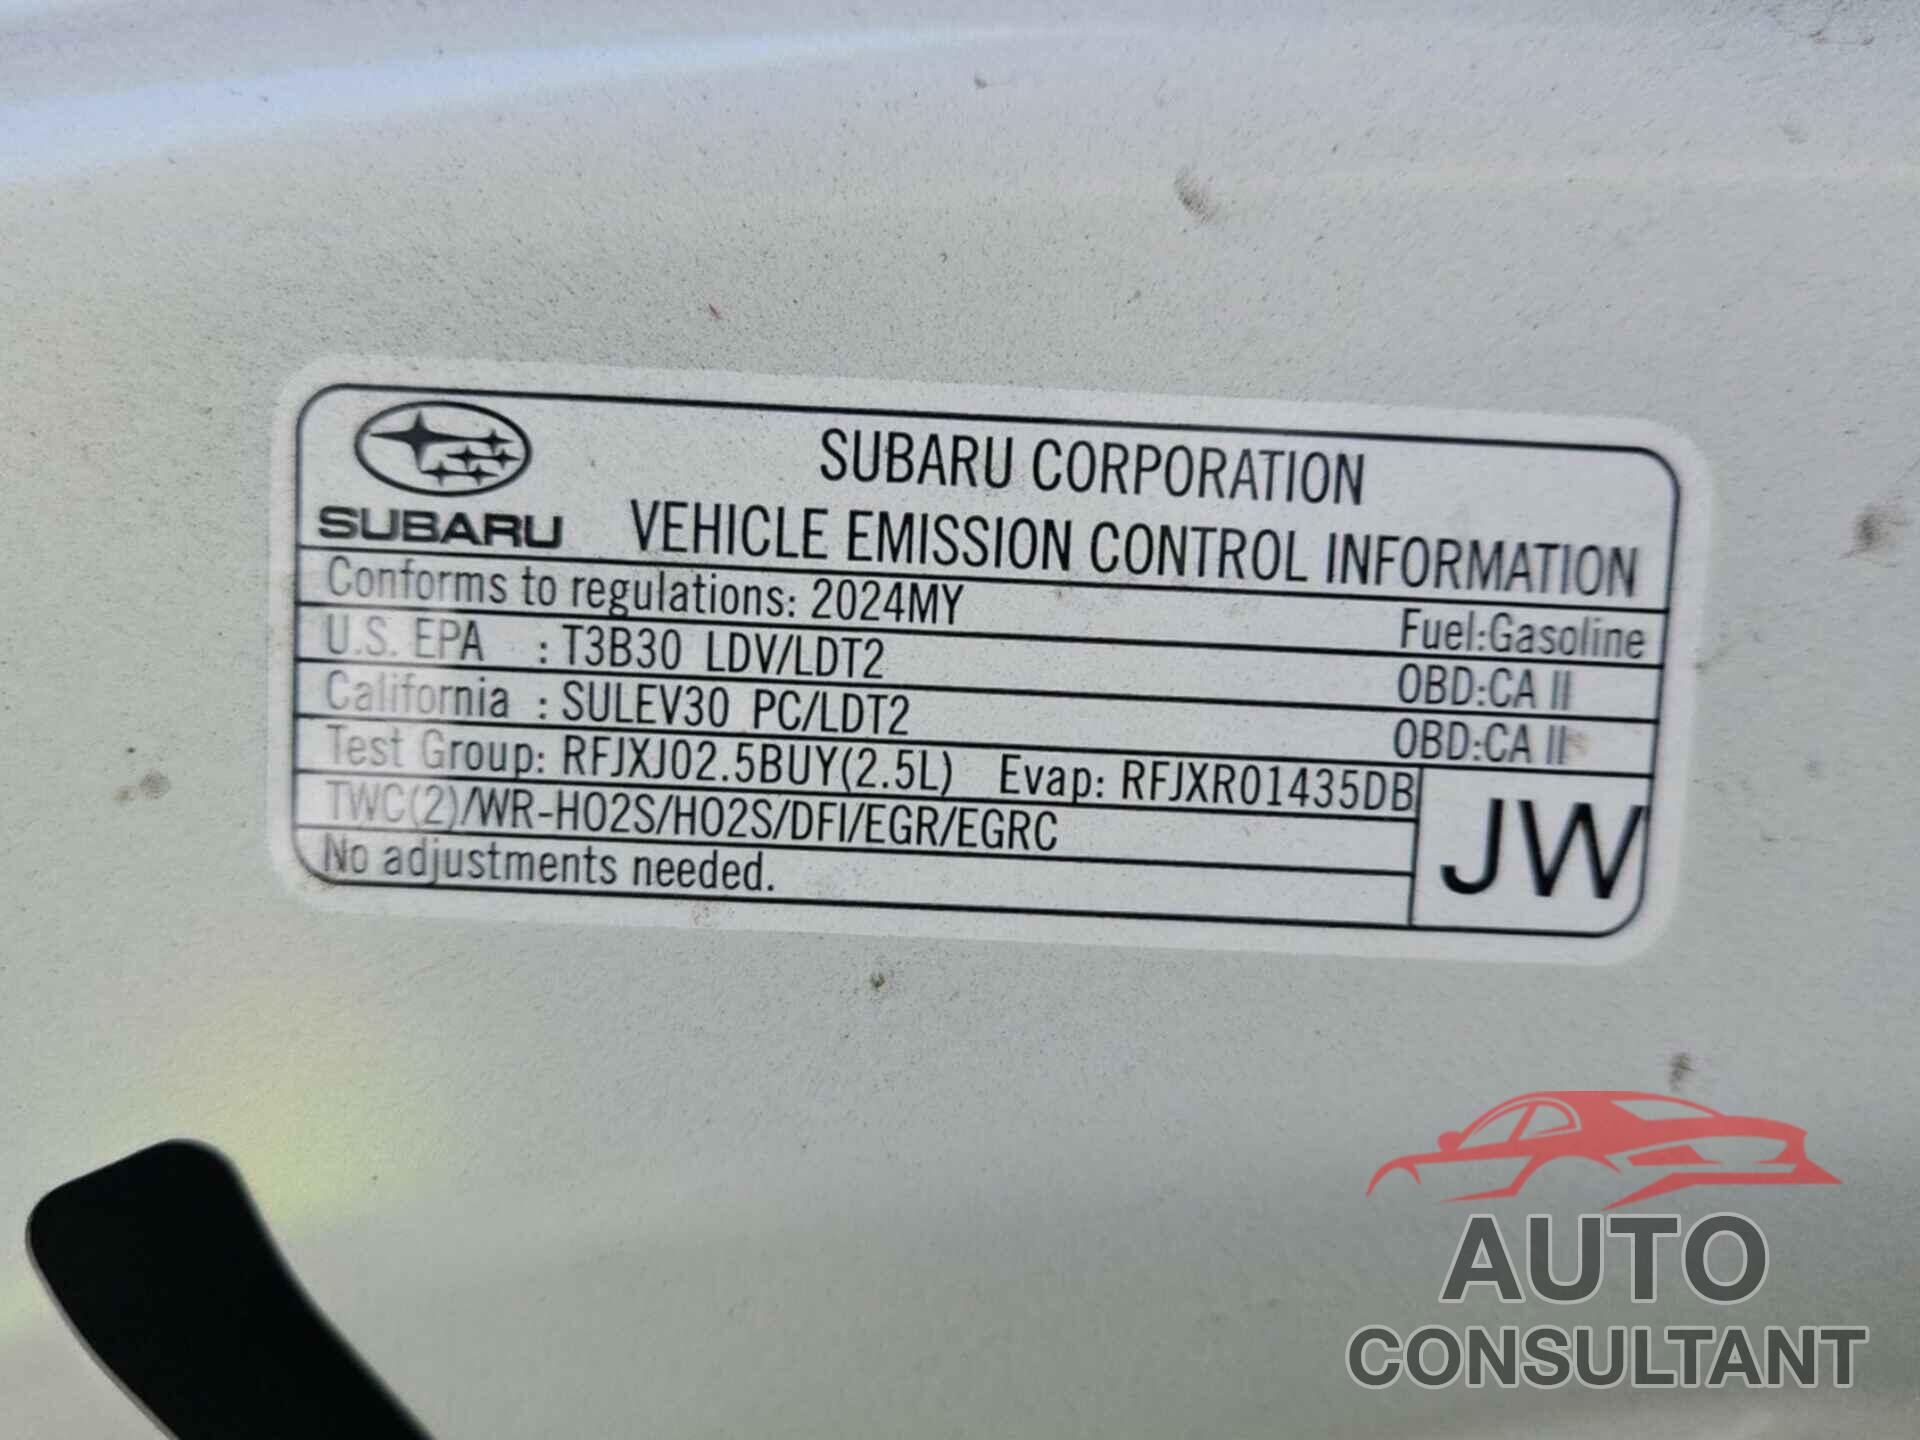 SUBARU CORPORATION
SUBARU VEHICLE EMISSION CONTROL INFORMATION
Conforms to regulations: 2024MY Fuel:Gasoline
U.S. EPA : T3B30 LDV/LDT2 OBD:CA II
California : SULEV30 PC/LDT2 OBD:CA II
Test Group: RFJXJ02.5BUY(2.5L) Evap: RFJXR01435DB
TWC(2)/WR-HO2S/HO2S/DFI/EGR/EGRC
JW
No adjustments needed.
AUTO
CONSULTANT